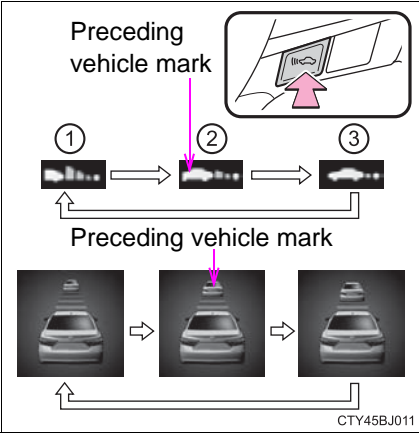 Preceding
vehicle mark
1 2 3
Preceding vehicle mark
CTY45BJ011